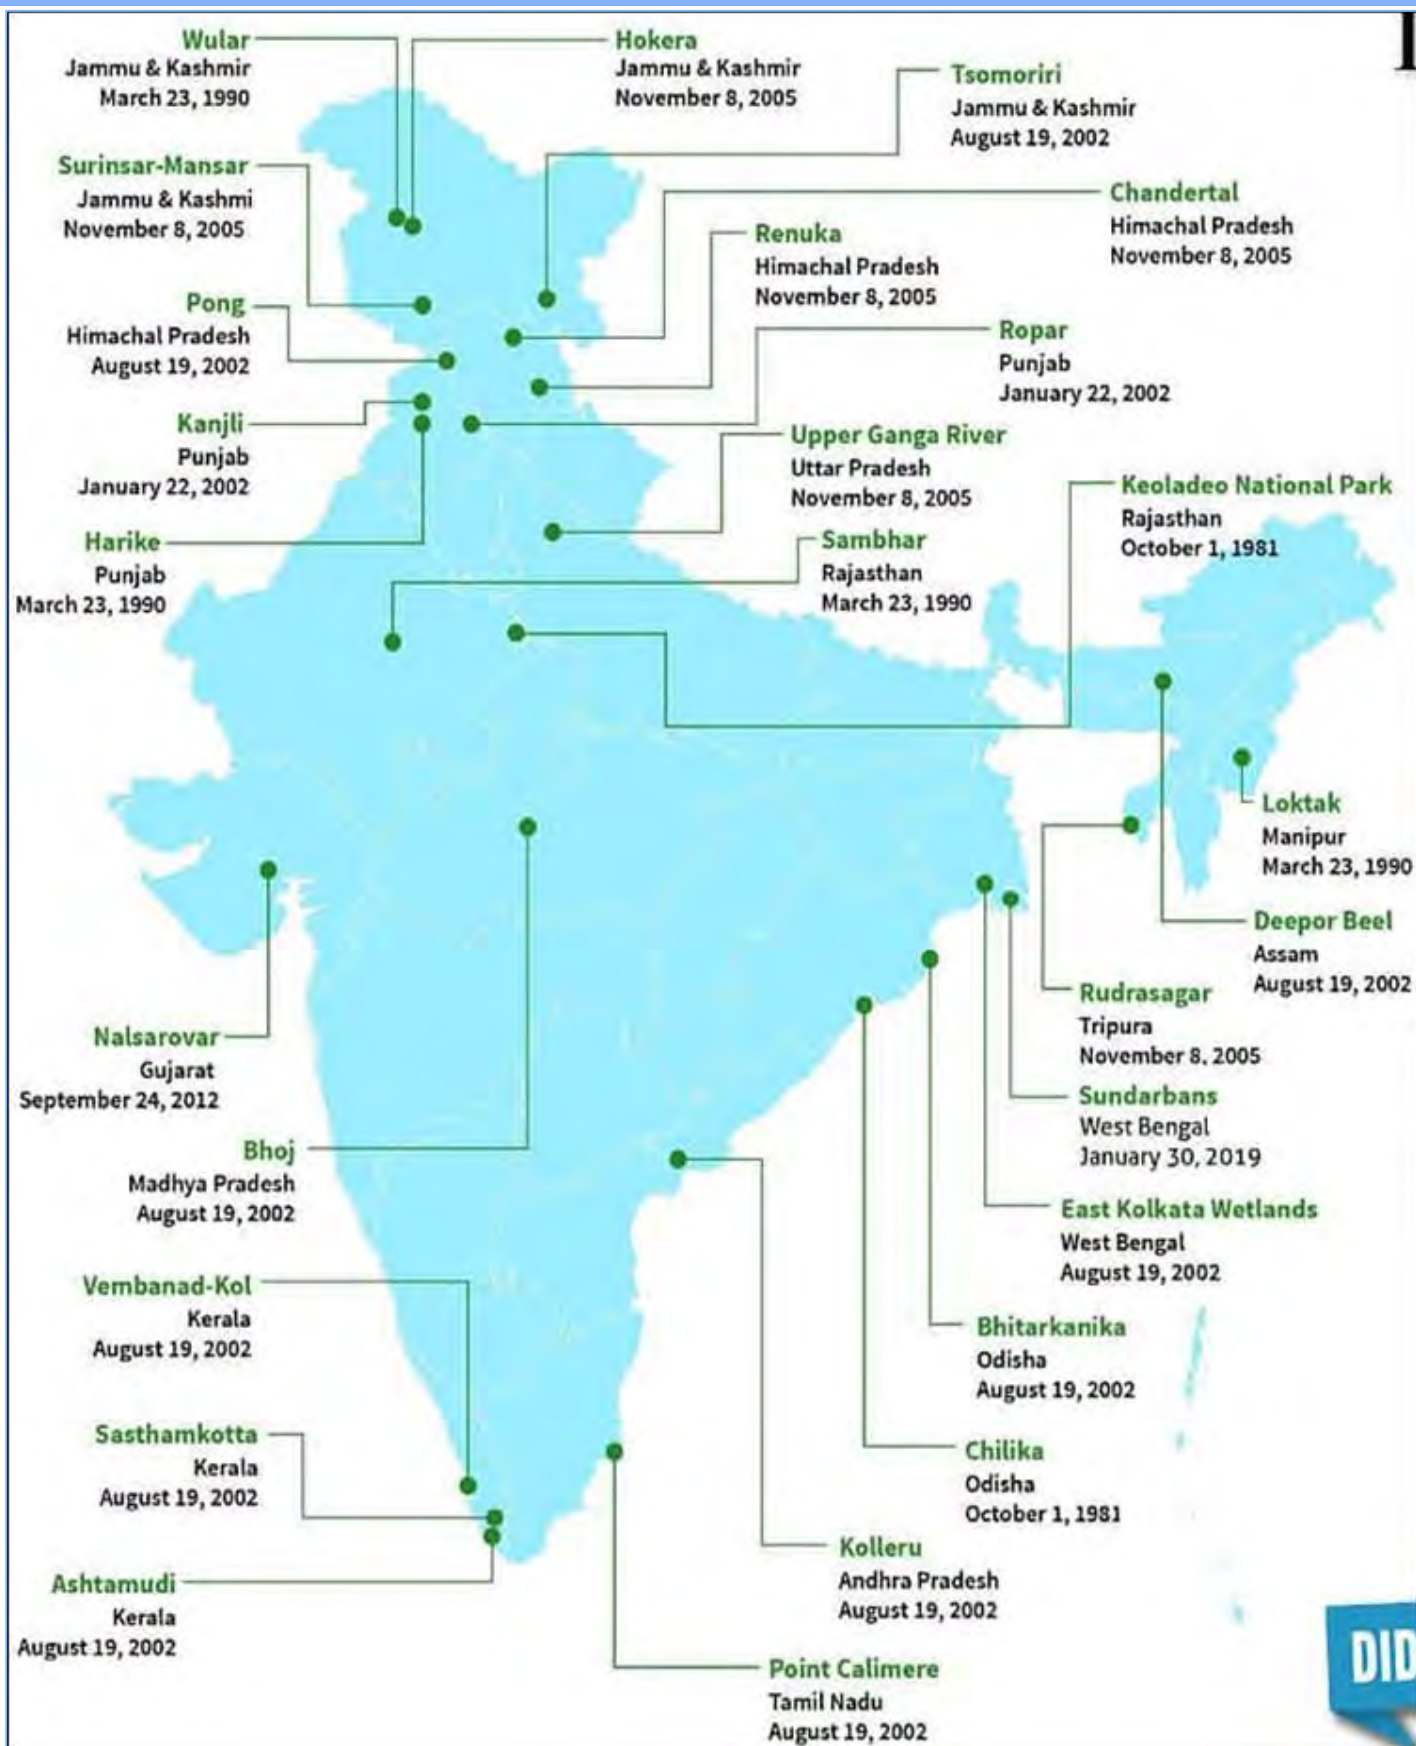 Wular
Jammu & Kashmir
March 23, 1990
Hokera
Jammu & Kashmir
November 8, 2005
Tsomoriri
Jammu & Kashmir
August 19, 2002
Surinsar-Mansar
Jammu & Kashmi
November 8, 2005
Chandertal
Himachal Pradesh
November 8, 2005
Renuka
Himachal Pradesh
November 8, 2005
Pong
Himachal Pradesh
August 19, 2002
Ropar
Punjab
January 22, 2002
Kanjli
Punjab
January 22, 2002
Upper Ganga River
Uttar Pradesh
November 8, 2005
Keoladeo National Park
Rajasthan
October 1, 1981
Harike
Punjab
March 23, 1990
Sambhar
Rajasthan
March 23, 1990
Loktak
Manipur
March 23, 1990
Deepor Beel
Assam
August 19, 2002
Rudrasagar
Tripura
November 8. 2005
Nalsarovar
Gujarat
September 24, 2012
Sundarbans
West Bengal
January 30, 2019
Bhoj
Madhya Pradesh
August 19, 2002
East Kolkata Wetlands
West Bengal
August 19, 2002
Vembanad-Kol
Kerala
August 19, 2002
Bhitarkanika
Odisha
August 19, 2002
Sasthamkotta
Kerala
August 19, 2002
Chilika
Odisha
October 1, 1981
Kolleru
Andhra Pradesh
August 19, 2002
Ashtamudi
Kerala
August 19, 2002
Point Calimere
Tamil Nadu
August 19, 2002
DID